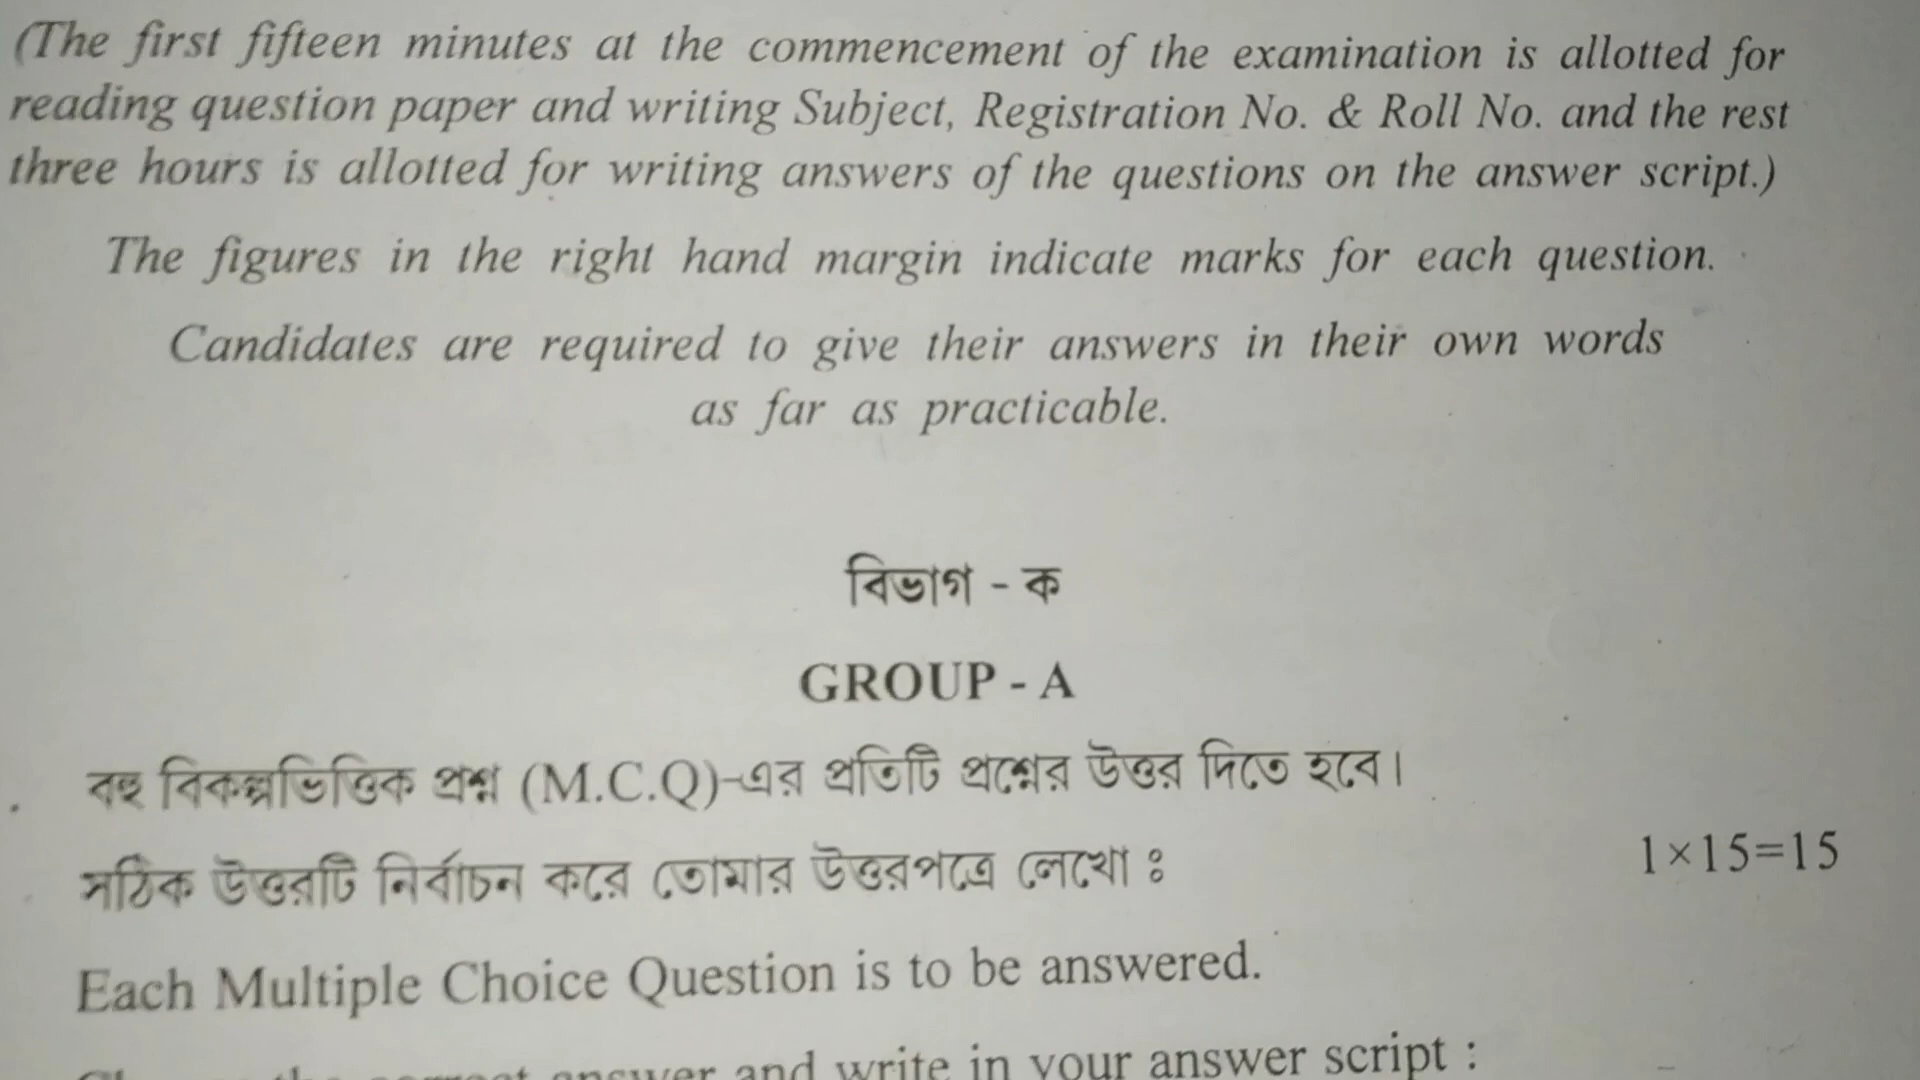 (The first fifteen minutes at the commencement of the examination is allotted for
reading question paper and writing Subject, Registration No. & Roll No. and the rest
three hours is allotted for writing answers of the questions on the answer script.)
The figures in the right hand margin indicate marks for each question.
Candidates are required to give their answers in their own words
as far as practicable.
বিভাগ - ক
GROUP - A
বহু বিকল্পভিত্তিক প্রশ্ন (M.C.Q)-এর প্রতিটি প্রশ্নের উত্তর দিতে হবে।
সঠিক উত্তরটি নির্বাচন করে তোমার উত্তরপত্রে লেখো ঃ 1×15=15
Each Multiple Choice Question is to be answered.
the correct answer and write in your answer script :